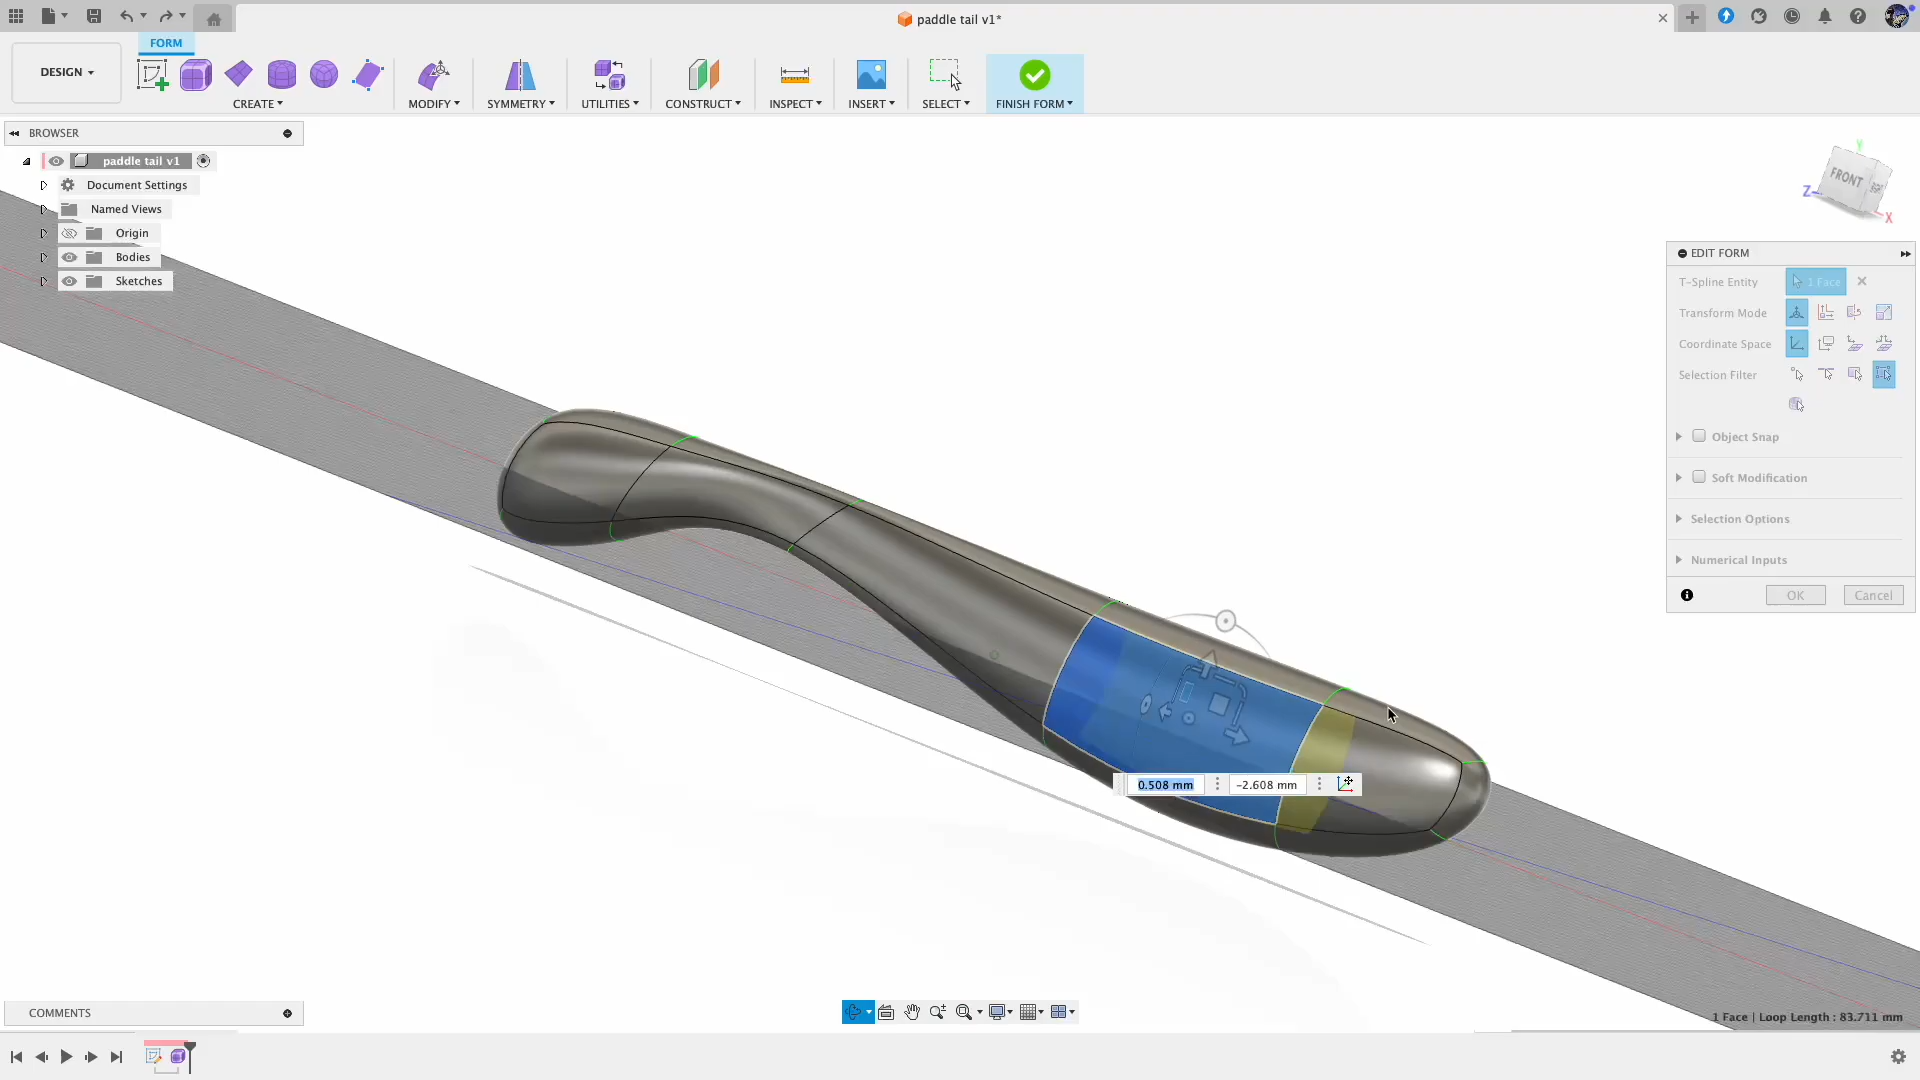 paddle tail v1*
FORM
DESIGN
CREATE
MODIFY
SYMMETRY
UTILITIES
CONSTRUCT
INSPECT
INSERT
SELECT
FINISH FORM
BROWSER
paddle tail v1
Document Settings
Named Views
Origin
Bodies
Sketches
Y
FRONT
Z
X
EDIT FORM
T-Spline Entity
1 Face
Transform Mode
Coordinate Space
Selection Filter
Object Snap
Soft Modification
Selection Options
Numerical Inputs
OK
Cancel
0.508 mm
-2.608 mm
COMMENTS
1 Face | Loop Length : 83.711 mm